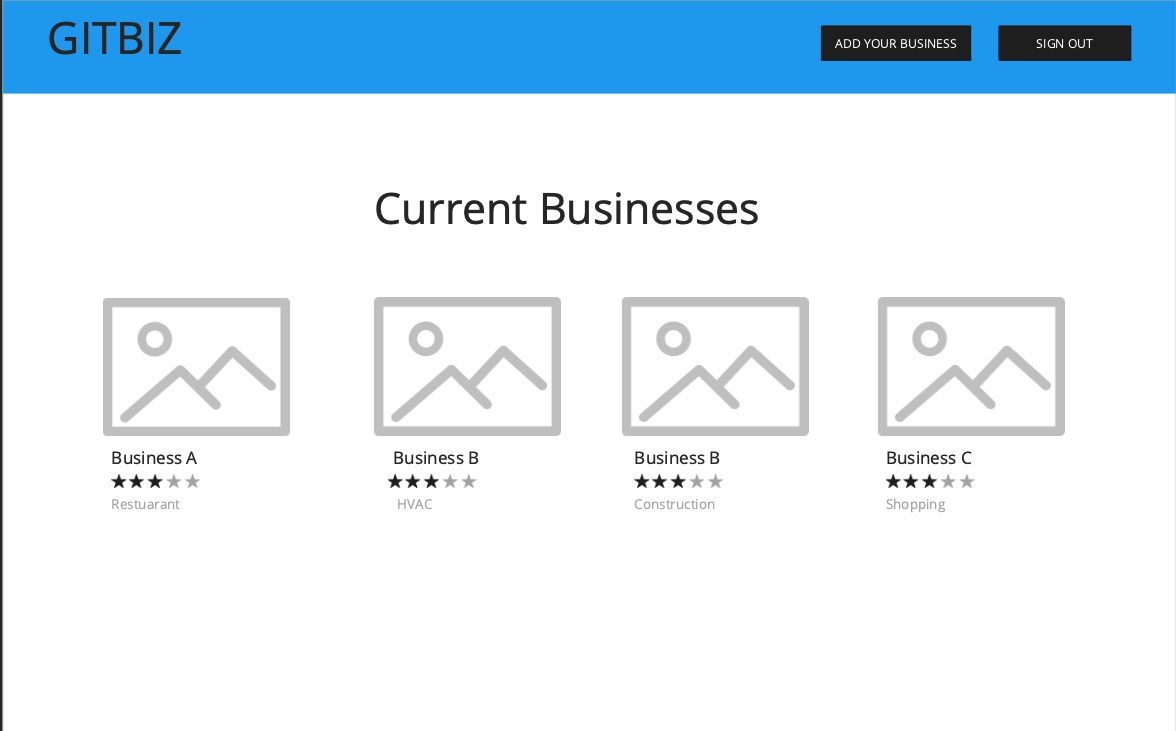 GITBIZ
ADD YOUR BUSINESS
SIGN OUT
Current Businesses
Business A
Restuarant
Business B
HVAC
Business B
Construction
Business C
Shopping